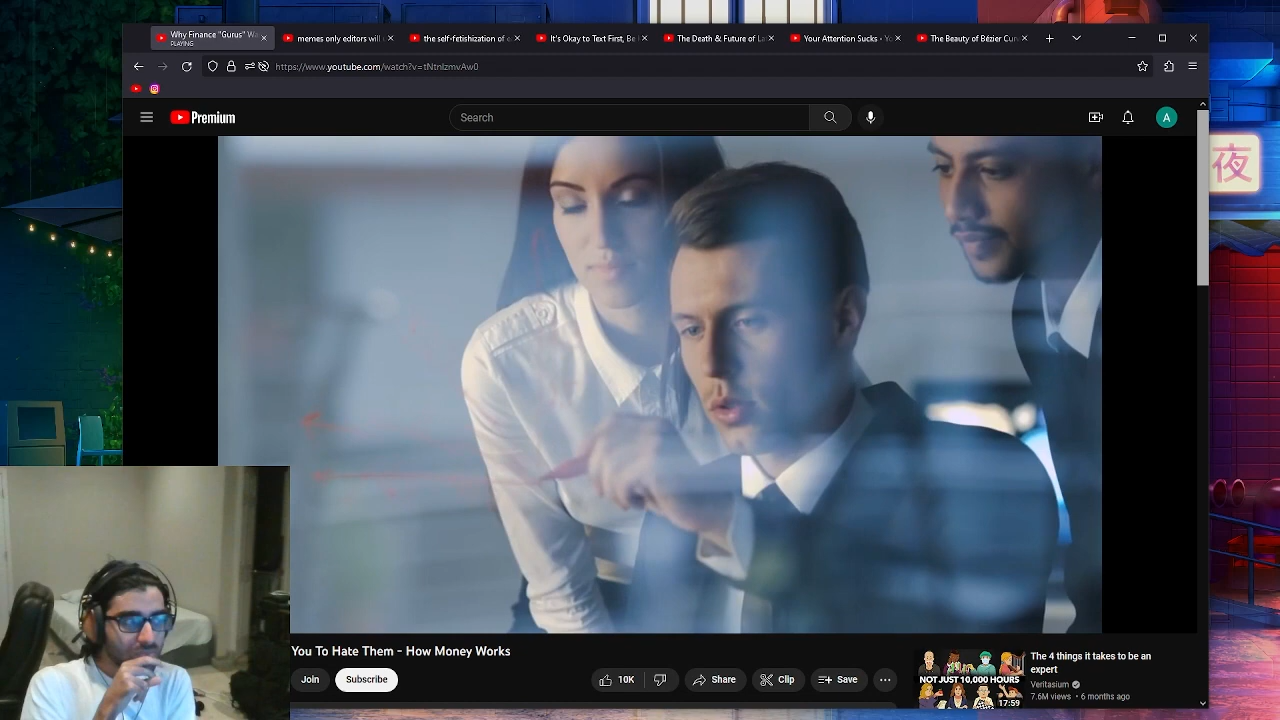 Why Finance "Gurus" Wa
PLAYING
memes only editors will
the self-fetishization of
It's Okay to Text First, Be
The Death & Future of La
Your Attention Sucks - Yo
The Beauty of Bézier Cur
https://www.youtube.com/watch?v=tNtnlzmvAw0
Premium
Search
A
夜
You To Hate Them - How Money Works
Join
Subscribe
10K
Share
Clip
Save
NOT JUST 10,000 HOURS
17:59
The 4 things it takes to be an
expert
Veritasium
7.6M views • 6 months ago